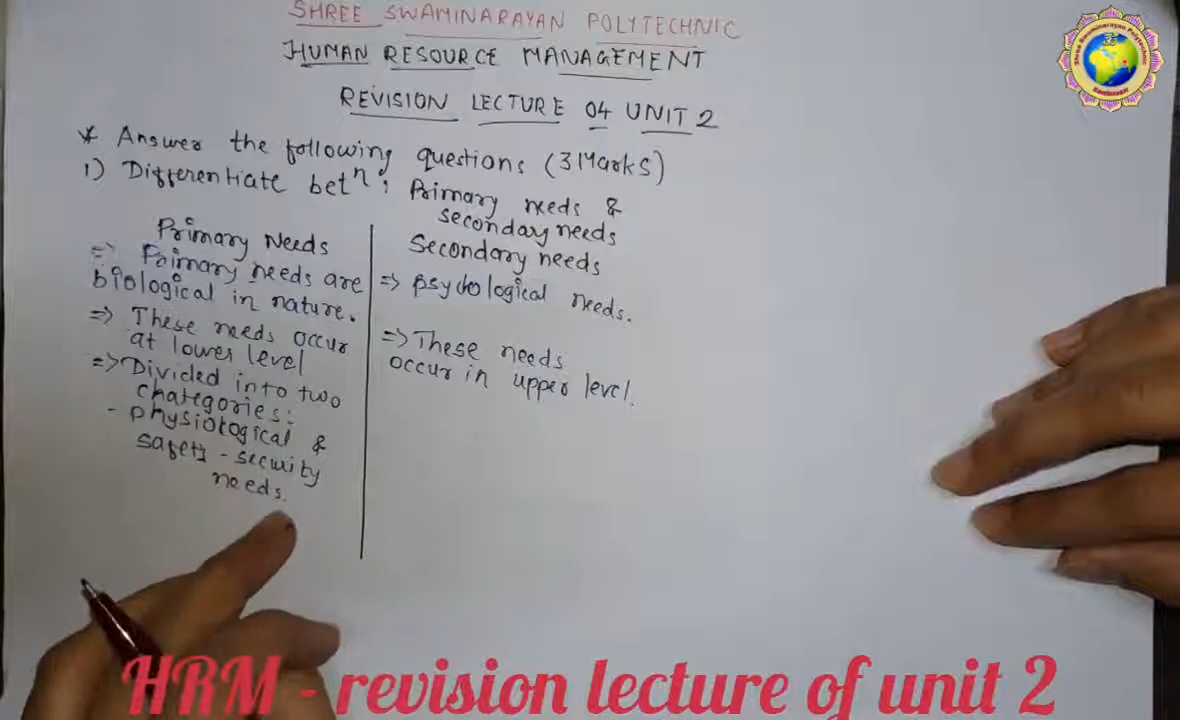 SHREE SWAMINARAYAN POLYTECHNIC
HUMAN RESOURCE MANAGEMENT
REVISION LECTURE 04 UNIT 2
* Answer the following questions (3 Marks)
1) Differentiate betn : Primary needs &
secondary needs
Primary Needs
=> Primary needs are
biological in nature.
=> These needs occur
at lower level
=> Divided into two
chategories:
- physiological &
safety - security
needs.
Secondary needs
=> psychological needs.
=> These needs
occur in upper level.
Shree Swaminarayan Polytechnic
HRM - revision lecture of unit 2